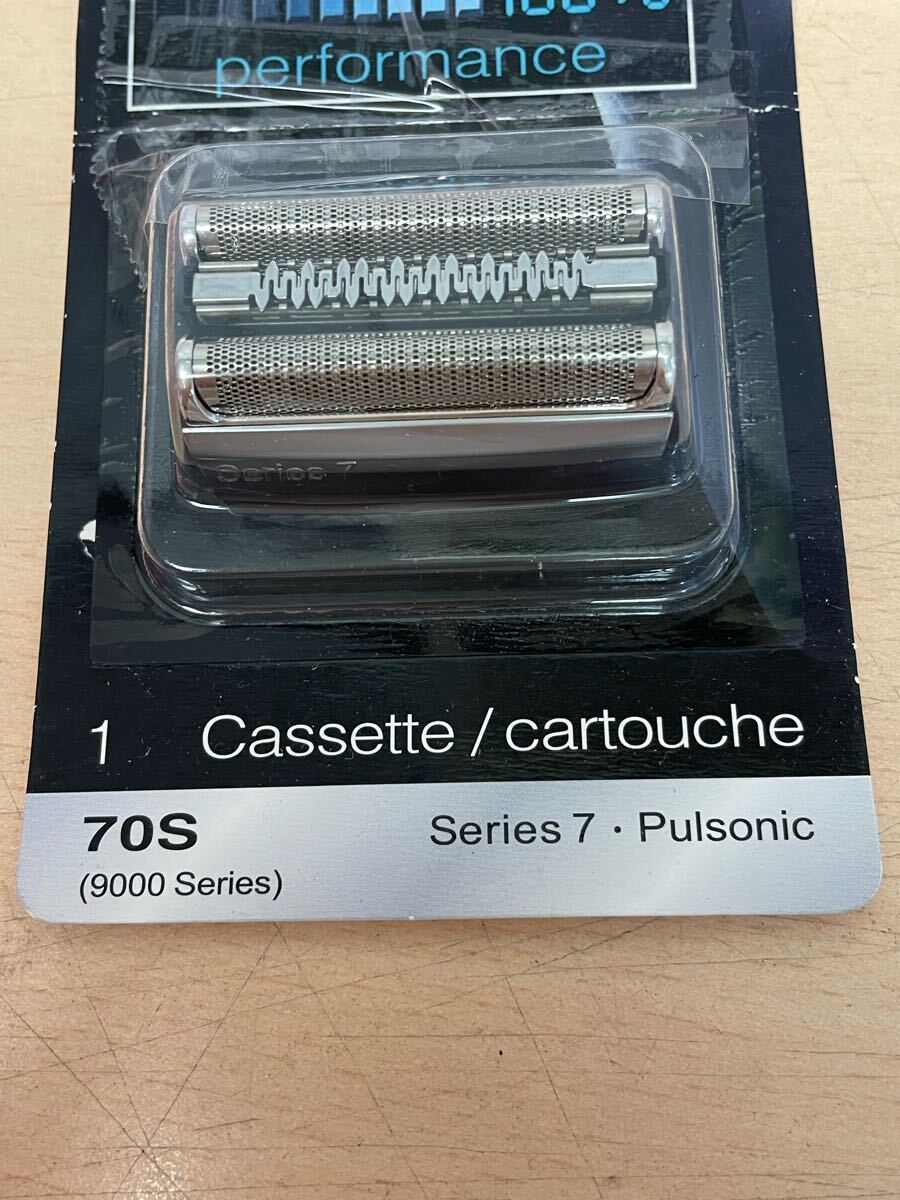 performance
Series 7
1 Cassette / cartouche
70S
Series 7 · Pulsonic
(9000 Series)